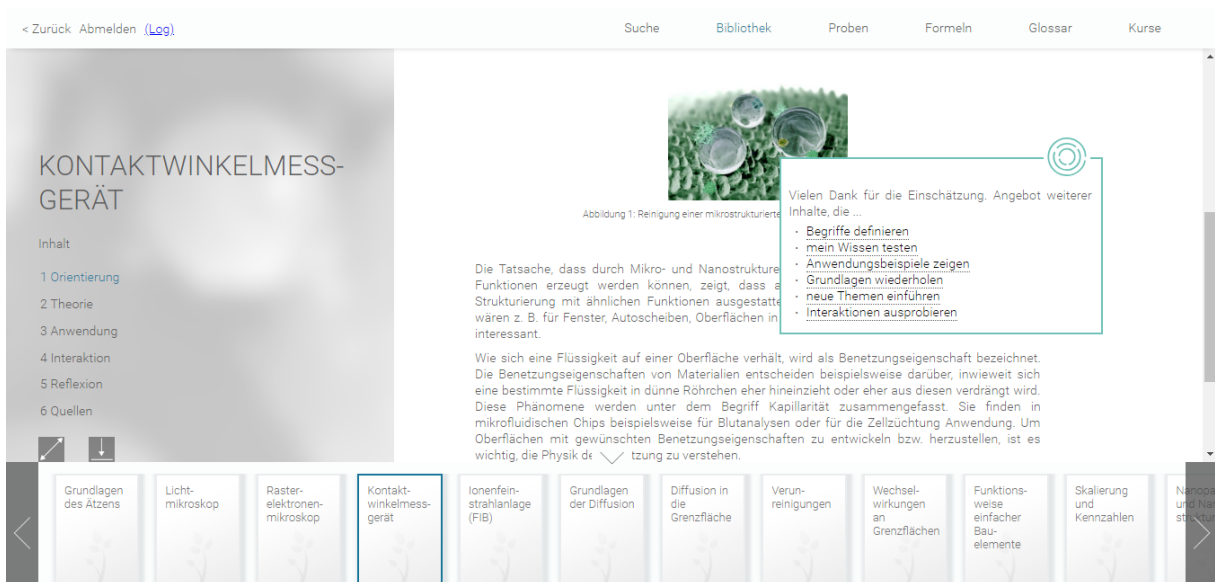 < Zurück Abmelden (Log)
Suche Bibliothek Proben Formeln Glossar Kurse
KONTAKTWINKELMESS-
GERÄT
Inhalt
1 Orientierung
2 Theorie
3 Anwendung
4 Interaktion
5 Reflexion
6 Quellen
Abbildung 1: Reinigung einer mikrostrukturierte
Vielen Dank für die Einschätzung. Angebot weiterer
Inhalte, die ...
· Begriffe definieren
· mein Wissen testen
· Anwendungsbeispiele zeigen
· Grundlagen wiederholen
· neue Themen einführen
· Interaktionen ausprobieren
Die Tatsache, dass durch Mikro- und Nanostrukture
Funktionen erzeugt werden können, zeigt, dass a
Strukturierung mit ähnlichen Funktionen ausgestatte
wären z. B. für Fenster, Autoscheiben, Oberflächen in
interessant.
Wie sich eine Flüssigkeit auf einer Oberfläche verhält, wird als Benetzungseigenschaft bezeichnet.
Die Benetzungseigenschaften von Materialien entscheiden beispielsweise darüber, inwieweit sich
eine bestimmte Flüssigkeit in dünne Röhrchen eher hineinzieht oder eher aus diesen verdrängt wird.
Diese Phänomene werden unter dem Begriff Kapillarität zusammengefasst. Sie finden in
mikrofluidischen Chips beispielsweise für Blutanalysen oder für die Zellzüchtung Anwendung. Um
Oberflächen mit gewünschten Benetzungseigenschaften zu entwickeln bzw. herzustellen, ist es
wichtig, die Physik de tzung zu verstehen.
Grundlagen
des Ätzens
Licht-
mikroskop
Raster-
elektronen-
mikroskop
Kontakt-
winkelmess-
gerät
Ionenfein-
strahlanlage
(FIB)
Grundlagen
der Diffusion
Diffusion in
die
Grenzfläche
Verun-
reinigungen
Wechsel-
wirkungen
an
Grenzflächen
Funktions-
weise
einfacher
Bau-
elemente
Skalierung
und
Kennzahlen
Nanopa
und Na
struktu